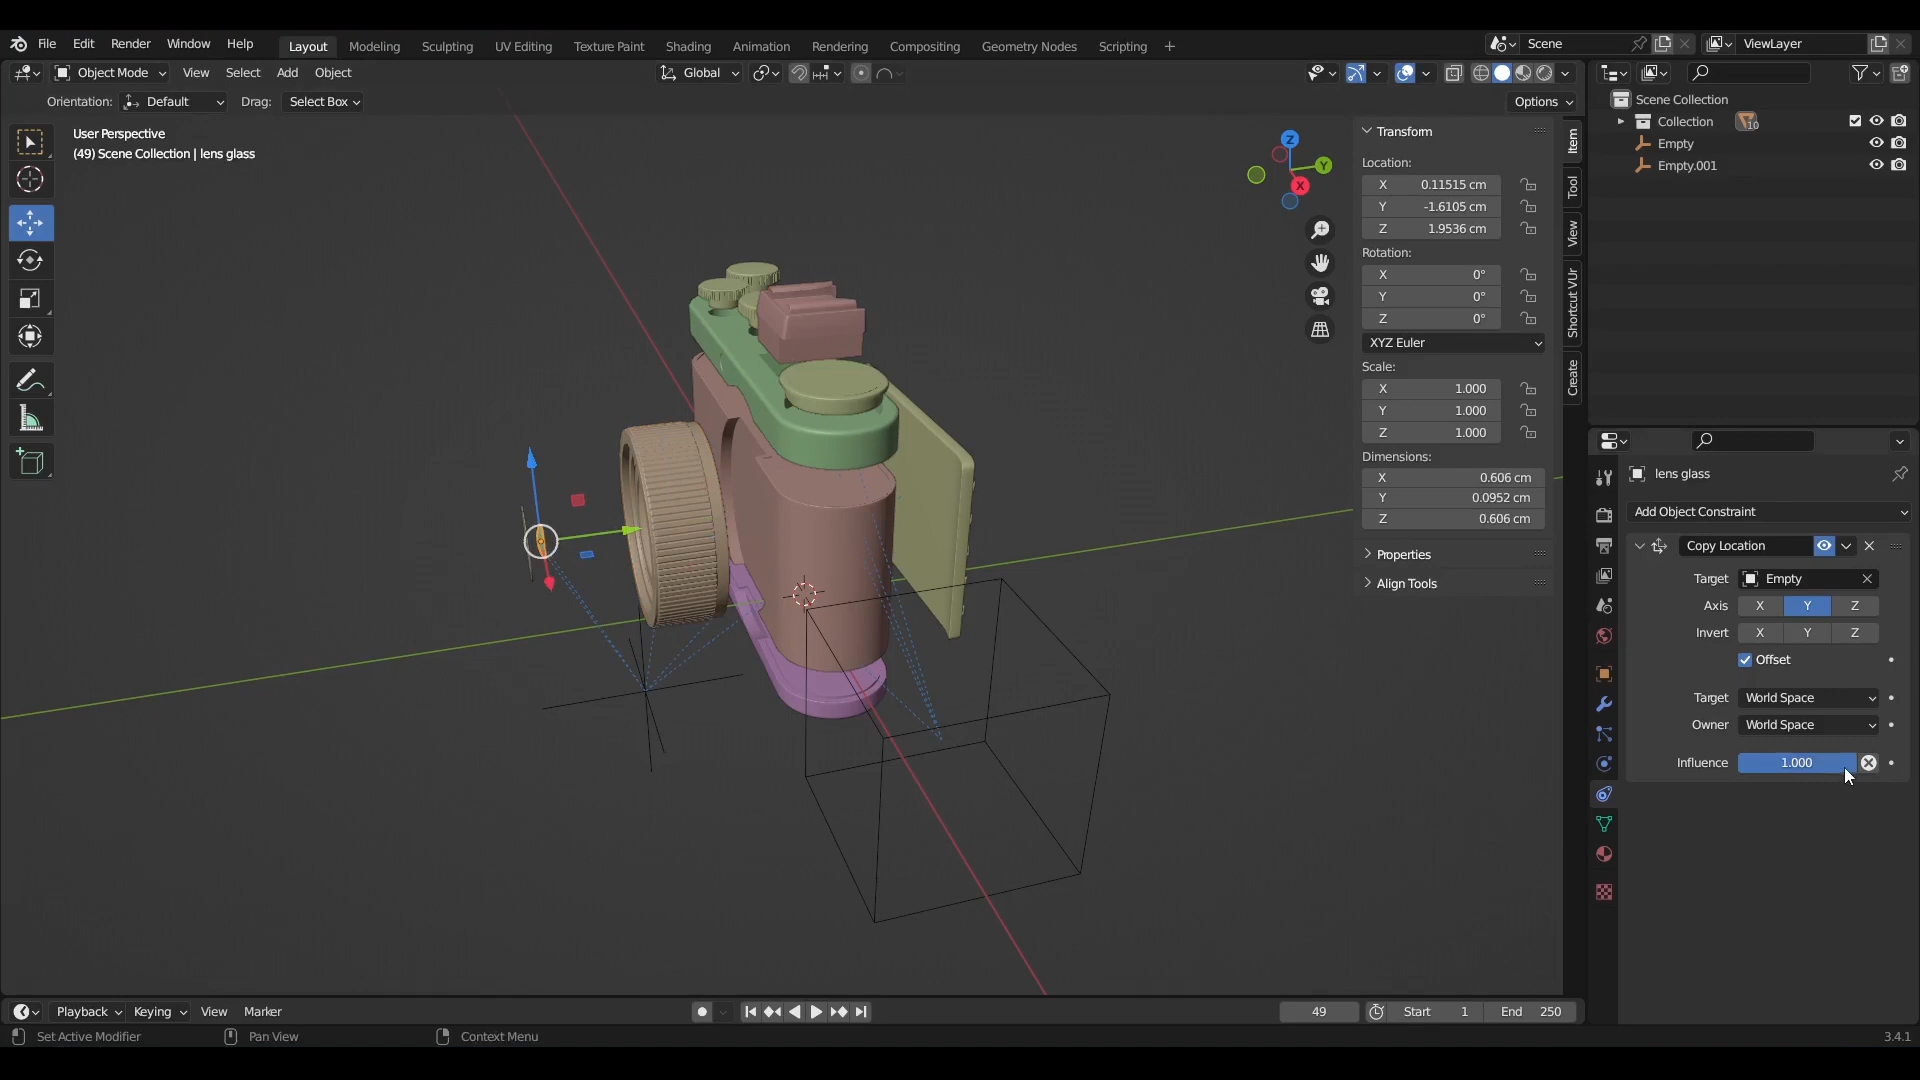 File Edit Render Window Help Layout Modeling Sculpting UV Editing Texture Paint Shading Animation Rendering Compositing Geometry Nodes Scripting + Scene ViewLayer
Object Mode View Select Add Object Global
Orientation: Default Drag: Select Box Options
User Perspective
(49) Scene Collection | lens glass
Z
Y
X
Transform
Location:
X 0.11515 cm
Y -1.6105 cm
Z 1.9536 cm
Rotation:
X 0°
Y 0°
Z 0°
XYZ Euler
Scale:
X 1.000
Y 1.000
Z 1.000
Dimensions:
X 0.606 cm
Y 0.0952 cm
Z 0.606 cm
Properties
Align Tools
Item
Tool
View
Shortcut VUr
Create
Scene Collection
Collection 10
Empty
Empty.001
lens glass
Add Object Constraint
Copy Location
Target Empty
Axis X Y Z
Invert X Y Z
Offset
Target World Space
Owner World Space
Influence 1.000
Playback Keying View Marker 49 Start 1 End 250
Set Active Modifier Pan View Context Menu 3.4.1